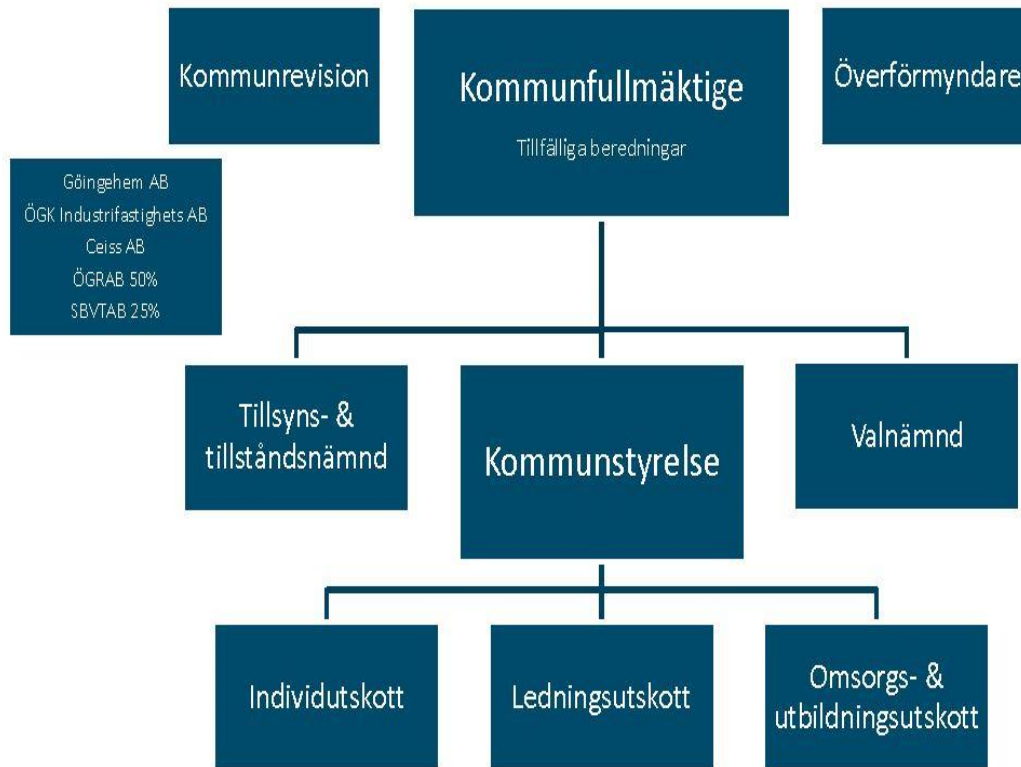 Kommunrevision
Kommunfullmäktige
Tillfälliga beredningar
Överförmyndare
Göingehem AB
ÖGK Industrifastighets AB
Ceiss AB
ÖGRAB 50%
SBVTAB 25%
Tillsyns- &
tillståndsnämnd
Kommunstyrelse
Valnämnd
Individutskott
Ledningsutskott
Omsorgs- &
utbildningsutskott